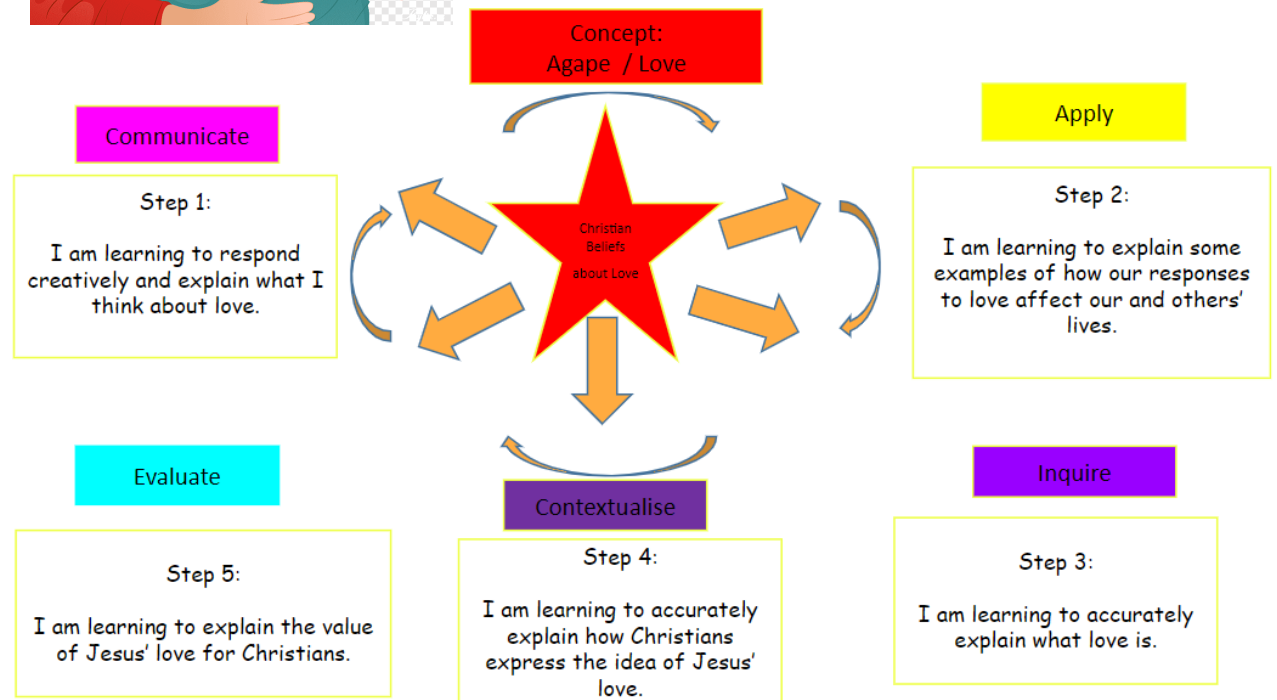 Concept:
Agape / Love
Communicate
Step 1:
I am learning to respond
creatively and explain what I
think about love.
Christian
Beliefs
about Love
Apply
Step 2:
I am learning to explain some
examples of how our responses
to love affect our and others'
lives.
Evaluate
Step 5:
I am learning to explain the value
of Jesus' love for Christians.
Contextualise
Step 4:
I am learning to accurately
explain how Christians
express the idea of Jesus'
love.
Inquire
Step 3:
I am learning to accurately
explain what love is.